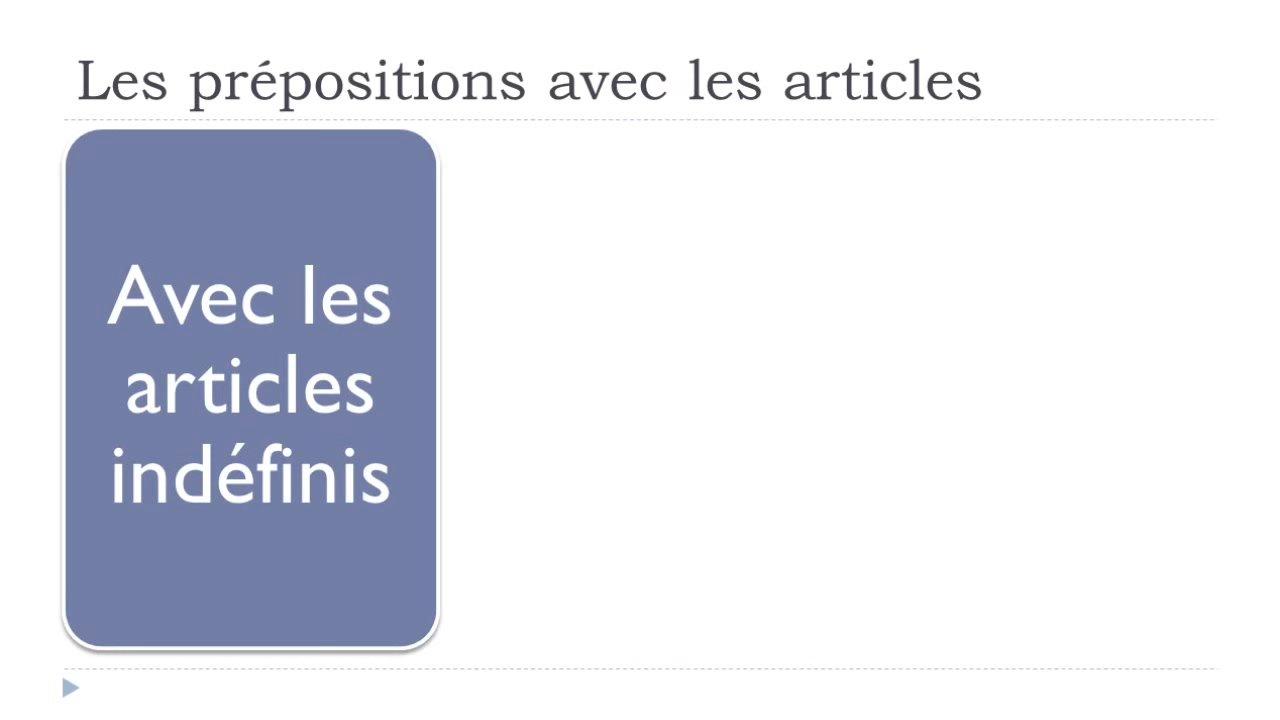 Les prépositions avec les articles
Avec les
articles
indéfinis